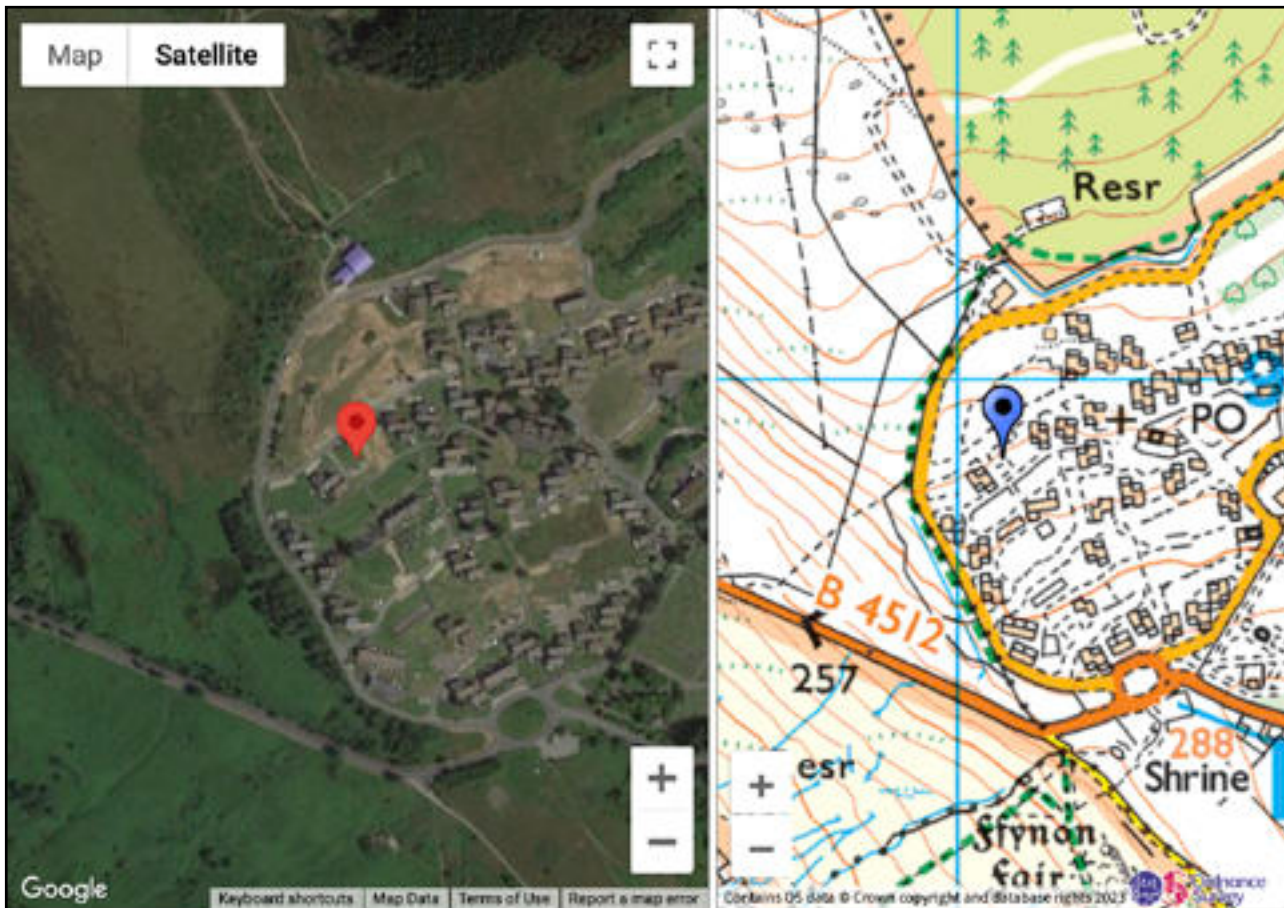 Map
Satellite
Google
Keyboard shortcuts
Map Data
Terms of Use
Report a map error
Resr
+ PO
B 4512
257
288
esr
Shrine
Ffynon
Fair
+
−
+
−
Contains OS data © Crown copyright and database rights 2023
Ordnance
Survey